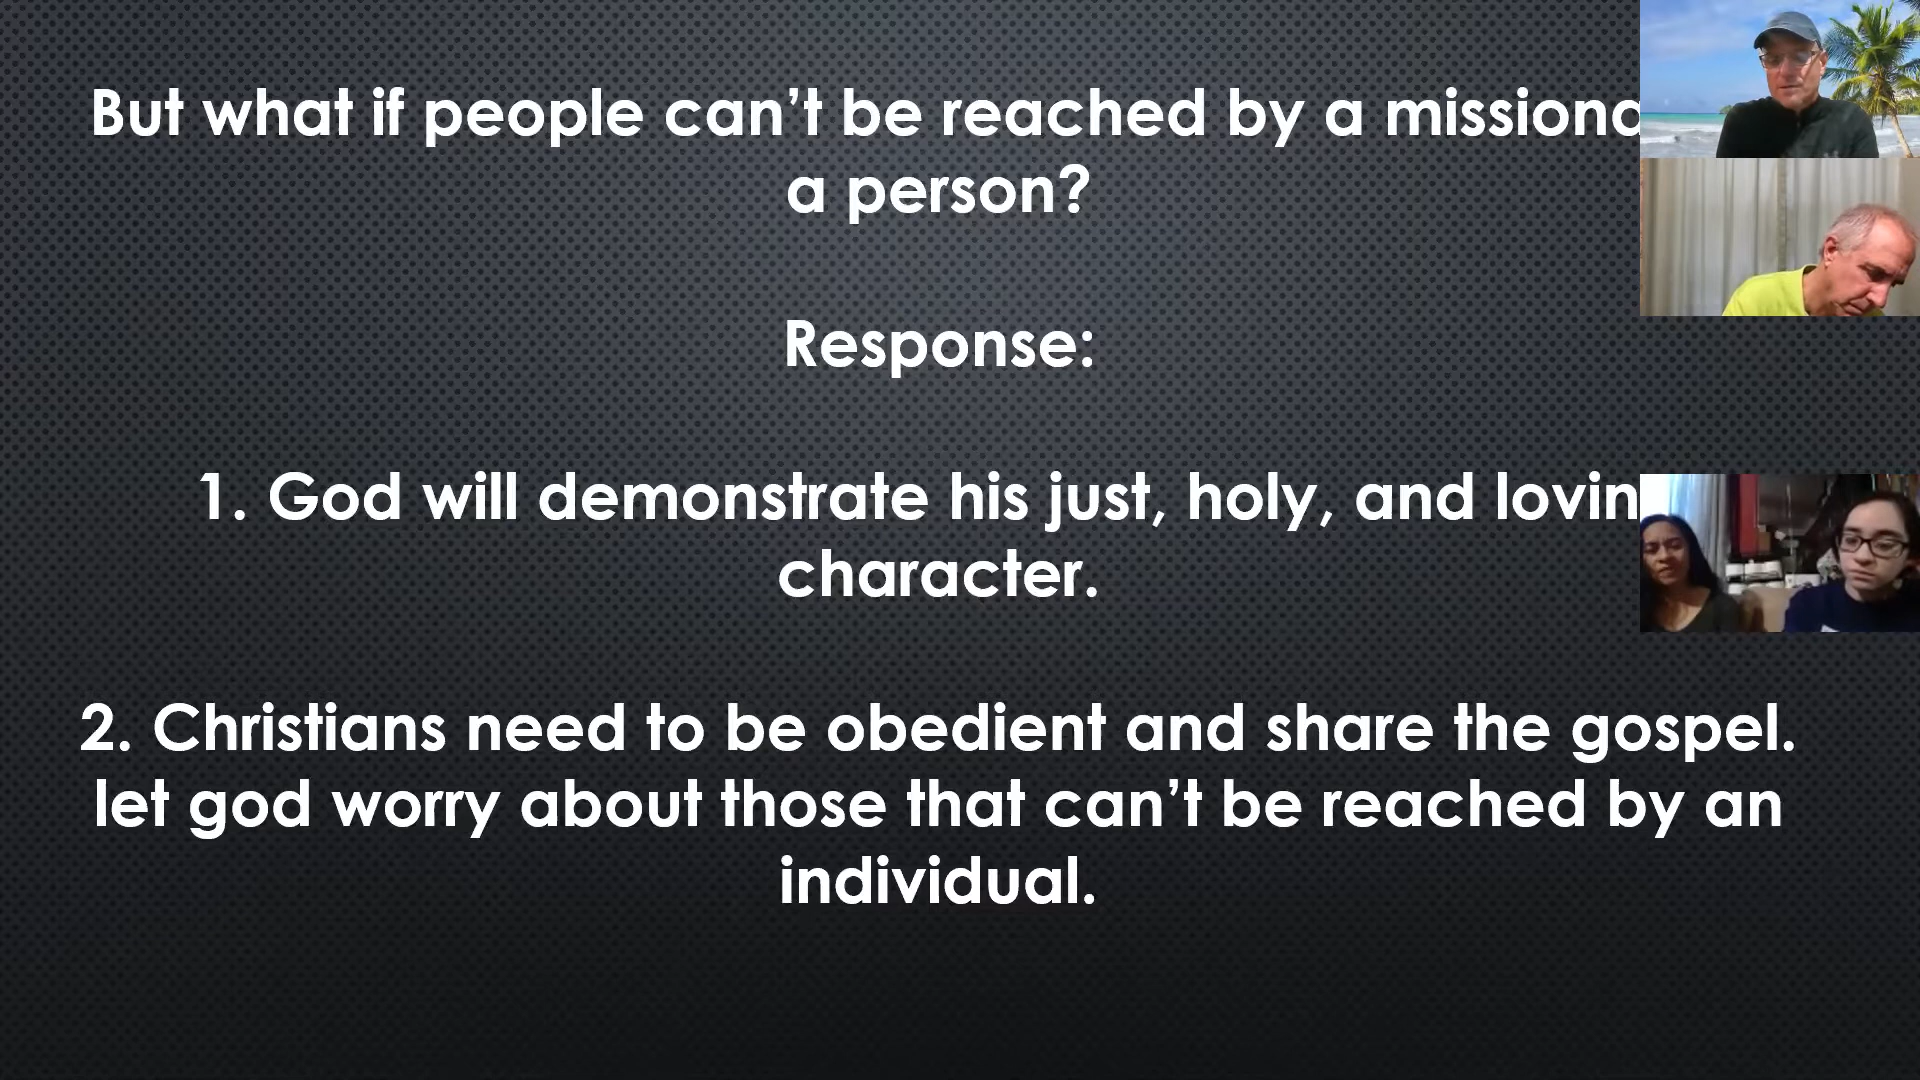 But what if people can’t be reached by a
a person?
Response:
1. God will demonstrate his just, holy, and
character.
2. Christians need to be obedient and share the gospel.
let god worry about those that can’t be reached by an
individual.